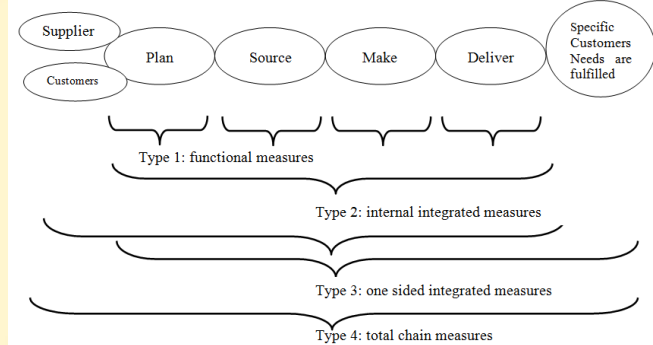 Supplier
Customers
Plan
Source
Make
Deliver
Specific
Customers
Needs are
fulfilled
Type 1: functional measures
Type 2: internal integrated measures
Type 3: one sided integrated measures
Type 4: total chain measures